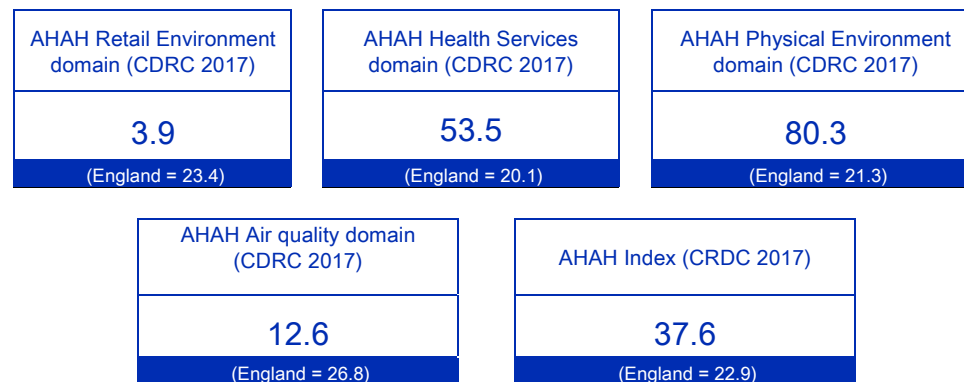 AHAH Retail Environment
domain (CDRC 2017)
3.9
(England = 23.4)
AHAH Health Services
domain (CDRC 2017)
53.5
(England = 20.1)
AHAH Physical Environment
domain (CDRC 2017)
80.3
(England = 21.3)
AHAH Air quality domain
(CDRC 2017)
12.6
(England = 26.8)
AHAH Index (CRDC 2017)
37.6
(England = 22.9)